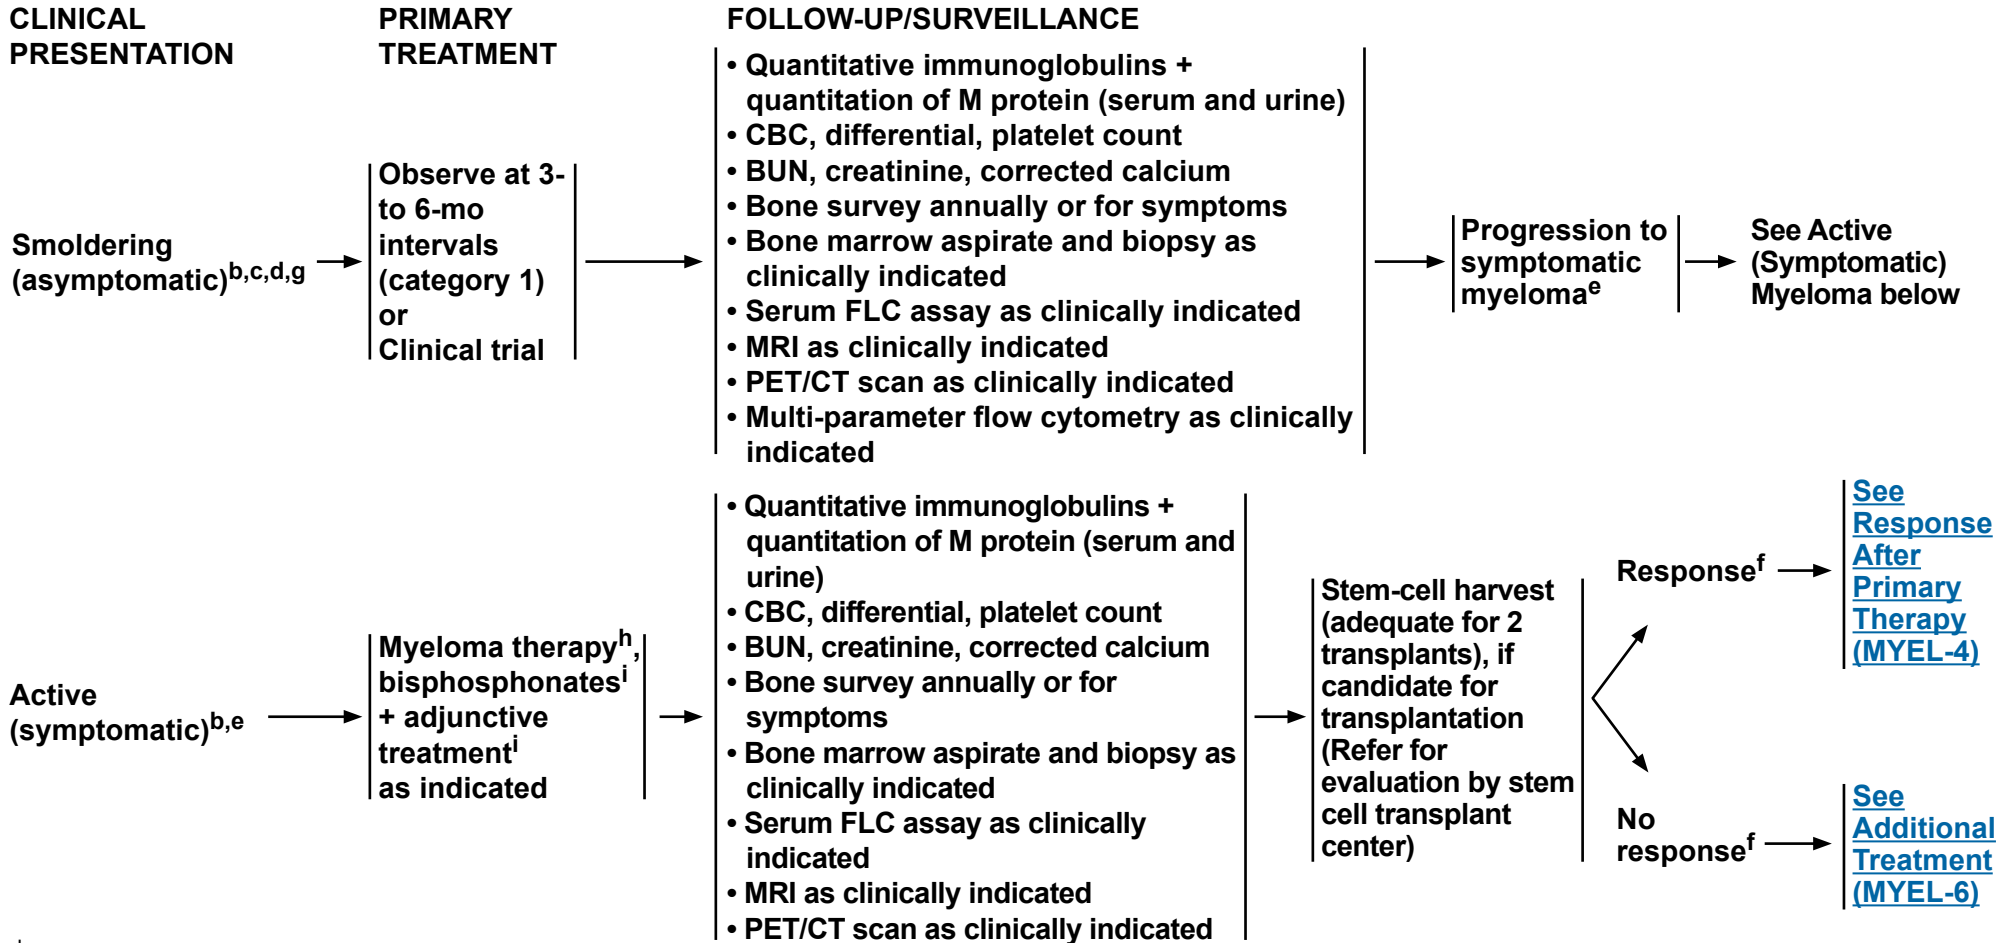 CLINICAL
PRESENTATION
PRIMARY
TREATMENT
FOLLOW-UP/SURVEILLANCE
Smoldering
(asymptomatic)b,c,d,g
Observe at 3-
to 6-mo
intervals
(category 1)
or
Clinical trial
• Quantitative immunoglobulins +
quantitation of M protein (serum and urine)
• CBC, differential, platelet count
• BUN, creatinine, corrected calcium
• Bone survey annually or for symptoms
• Bone marrow aspirate and biopsy as
clinically indicated
• Serum FLC assay as clinically indicated
• MRI as clinically indicated
• PET/CT scan as clinically indicated
• Multi-parameter flow cytometry as clinically
indicated
Progression to
symptomatic
myelomae
See Active
(Symptomatic)
Myeloma below
Active
(symptomatic)b,e
Myeloma therapyh,
bisphosphonatesi
+ adjunctive
treatmenti
as indicated
• Quantitative immunoglobulins +
quantitation of M protein (serum and
urine)
• CBC, differential, platelet count
• BUN, creatinine, corrected calcium
• Bone survey annually or for
symptoms
• Bone marrow aspirate and biopsy as
clinically indicated
• Serum FLC assay as clinically
indicated
• MRI as clinically indicated
• PET/CT scan as clinically indicated
Stem-cell harvest
(adequate for 2
transplants), if
candidate for
transplantation
(Refer for
evaluation by stem
cell transplant
center)
Responsef
See
Response
After
Primary
Therapy
(MYEL-4)
No
responsef
See
Additional
Treatment
(MYEL-6)